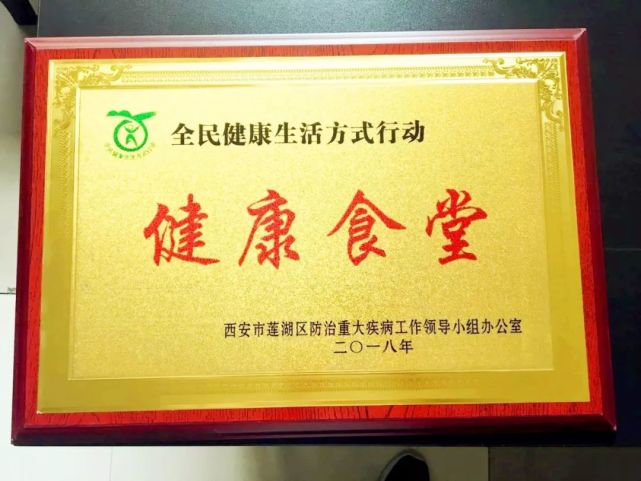 全民健康生活方式行动
健康食堂
西安市莲湖区防治重大疾病工作领导小组办公室
二〇一八年